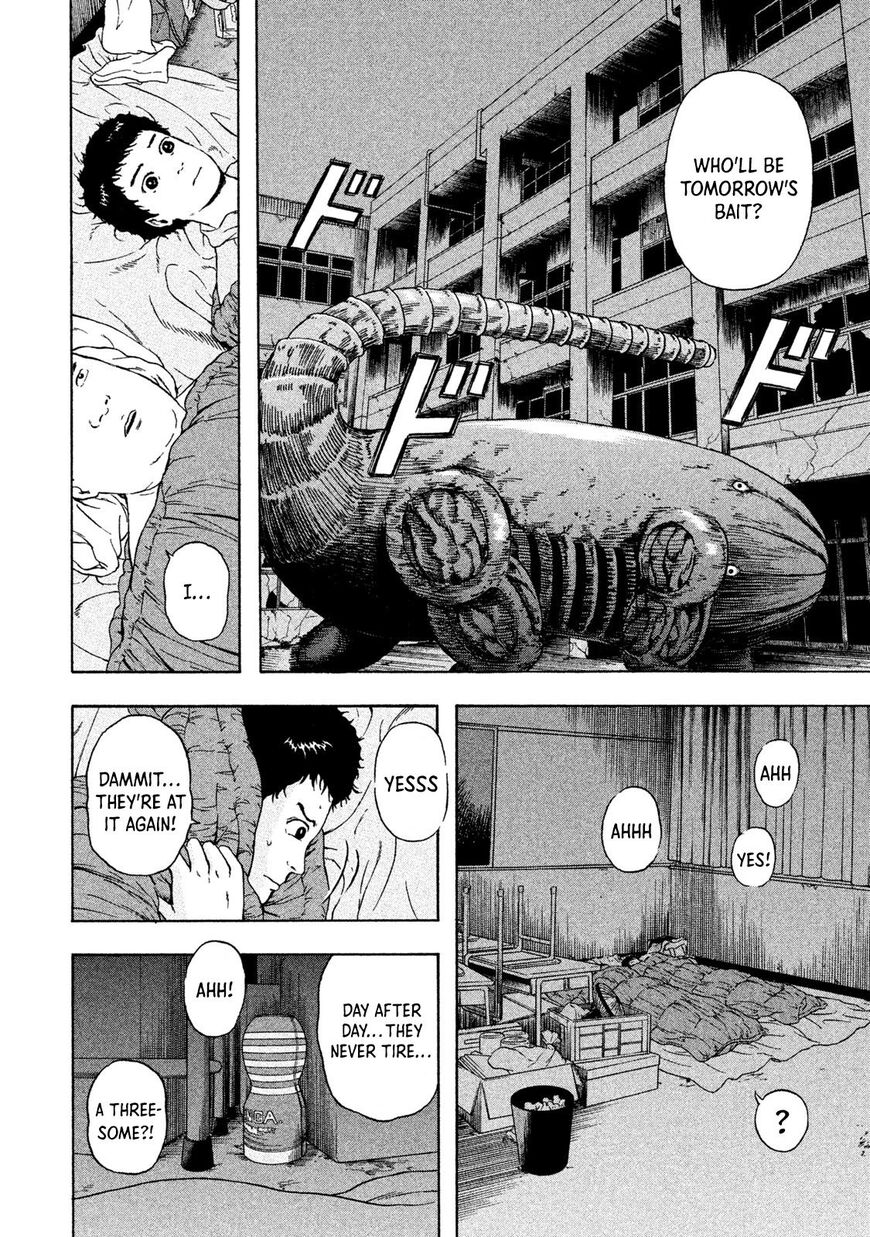 WHO'LL BE
TOMORROW'S
BAIT?
ド
ド
ド
I...
AHH
AHHH
YES!
?
YESSS
DAMMIT...
THEY'RE AT
IT AGAIN!
DAY AFTER
DAY...THEY
NEVER TIRE...
AHH!
A THREE-
SOME?!